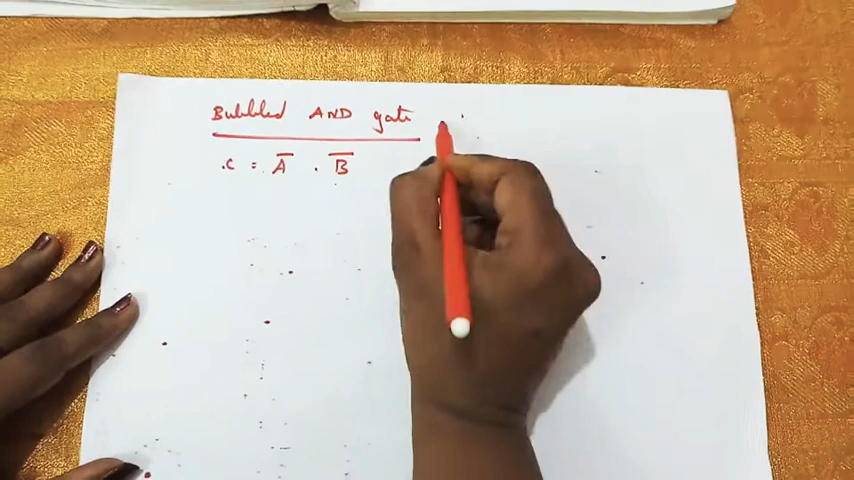 Bubbled AND gate
C = A̅ . B̅